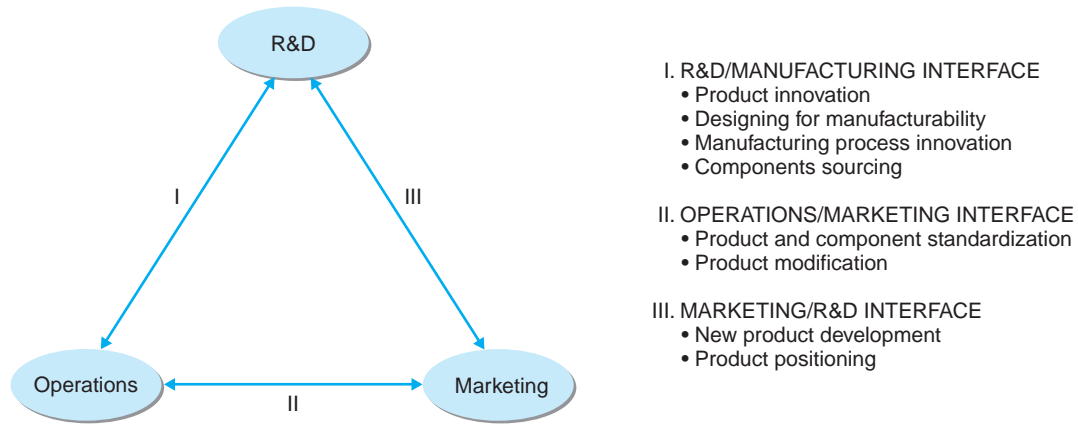 R&D
I
III
Operations
Marketing
II
I. R&D/MANUFACTURING INTERFACE
• Product innovation
• Designing for manufacturability
• Manufacturing process innovation
• Components sourcing
II. OPERATIONS/MARKETING INTERFACE
• Product and component standardization
• Product modification
III. MARKETING/R&D INTERFACE
• New product development
• Product positioning